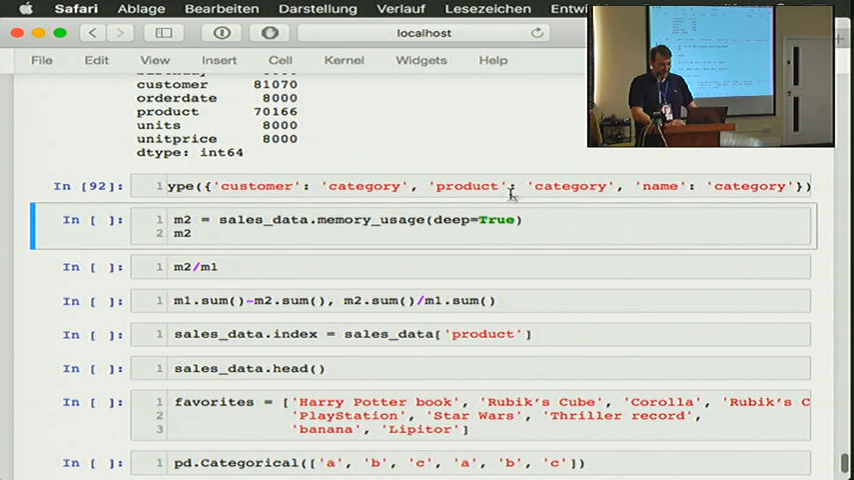 Safari Ablage Bearbeiten Darstellung Verlauf Lesezeichen
localhost
File Edit View Insert Cell Kernel Widgets Help
customer 81070
orderdate 8000
product 70166
units 8000
unitprice 8000
dtype: int64
In [92]: 1 ype({'customer': 'category', 'product': 'category', 'name': 'category'})
In [ ]: 1 m2 = sales_data.memory_usage(deep=True)
2 m2
In [ ]: 1 m2/m1
In [ ]: 1 m1.sum()-m2.sum(), m2.sum()/m1.sum()
In [ ]: 1 sales_data.index = sales_data['product']
In [ ]: 1 sales_data.head()
In [ ]: 1 favorites = ['Harry Potter book', 'Rubik’s Cube', 'Corolla', 'Rubik’s C
2 'PlayStation', 'Star Wars', 'Thriller record',
3 'banana', 'Lipitor']
In [ ]: 1 pd.Categorical(['a', 'b', 'c', 'a', 'b', 'c'])